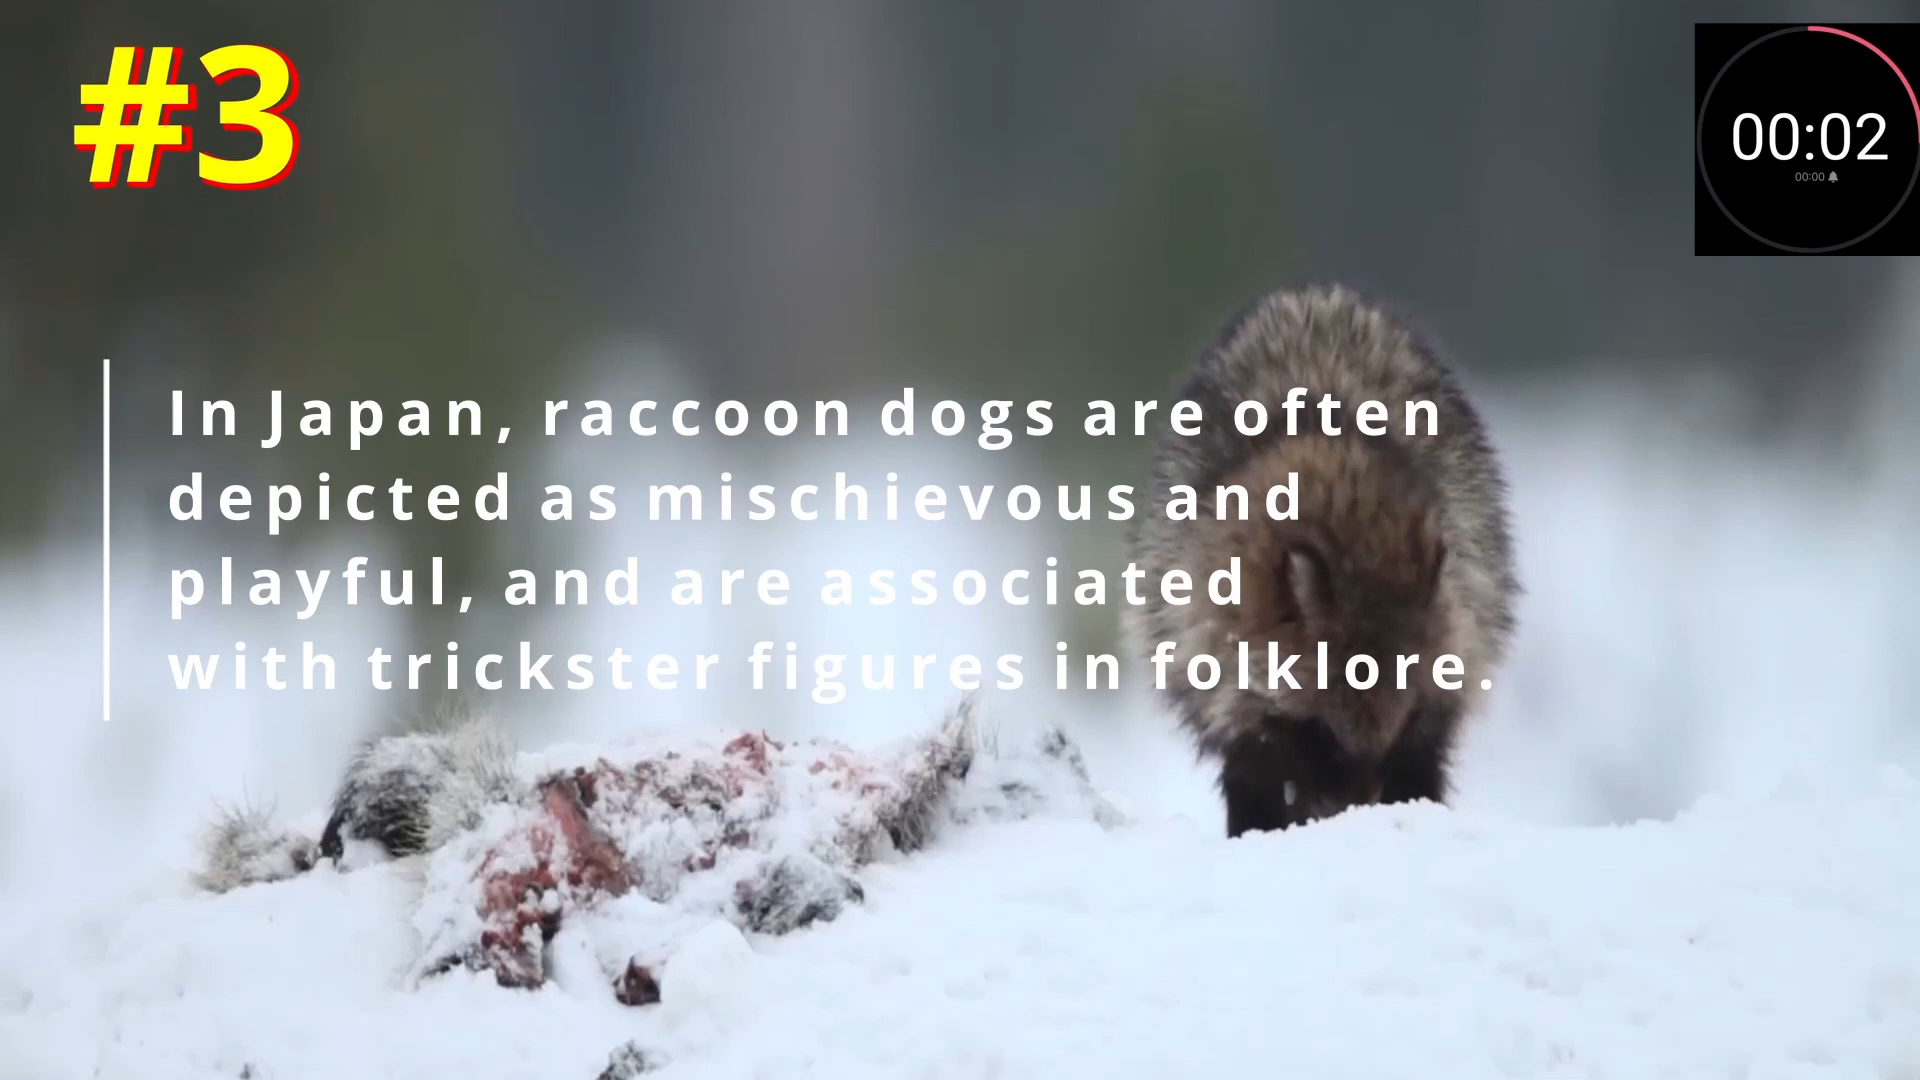 #3
00:02
00:00
In Japan, raccoon dogs are often
depicted as mischievous and
playful, and are associated
with trickster figures in folklore.